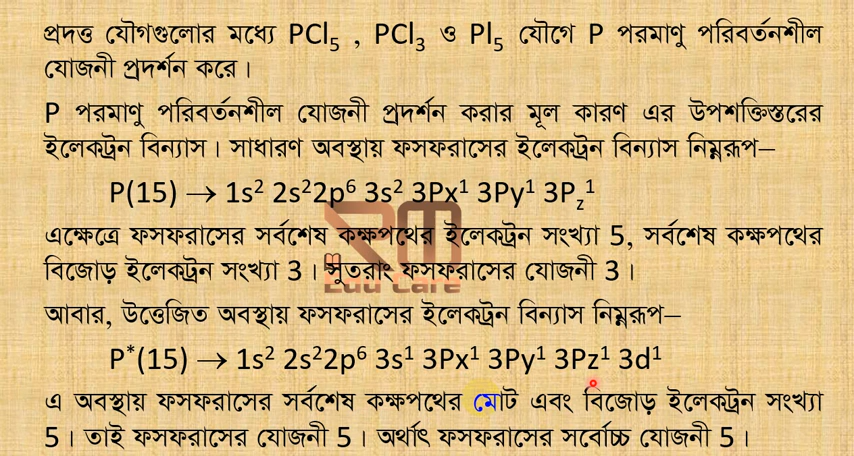 প্রদত্ত যৌগগুলোর মধ্যে PCl₅ , PCl₃ ও Pl₅ যৌগে P পরমাণু পরিবর্তনশীল
যোজনী প্রদর্শন করে।
P পরমাণু পরিবর্তনশীল যোজনী প্রদর্শন করার মূল কারণ এর উপশক্তিস্তরের
ইলেকট্রন বিন্যাস। সাধারণ অবস্থায় ফসফরাসের ইলেকট্রন বিন্যাস নিম্নরূপ–
P(15) → 1s² 2s²2p⁶ 3s² 3Px¹ 3Py¹ 3P_z¹
এক্ষেত্রে ফসফরাসের সর্বশেষ কক্ষপথের ইলেকট্রন সংখ্যা 5, সর্বশেষ কক্ষপথের
বিজোড় ইলেকট্রন সংখ্যা 3। সুতরাং ফসফরাসের যোজনী 3।
Edu Care
আবার, উত্তেজিত অবস্থায় ফসফরাসের ইলেকট্রন বিন্যাস নিম্নরূপ–
P*(15) → 1s² 2s²2p⁶ 3s¹ 3Px¹ 3Py¹ 3Pz¹ 3d¹
এ অবস্থায় ফসফরাসের সর্বশেষ কক্ষপথের মোট এবং বিজোড় ইলেকট্রন সংখ্যা
5। তাই ফসফরাসের যোজনী 5। অর্থাৎ ফসফরাসের সর্বোচ্চ যোজনী 5।